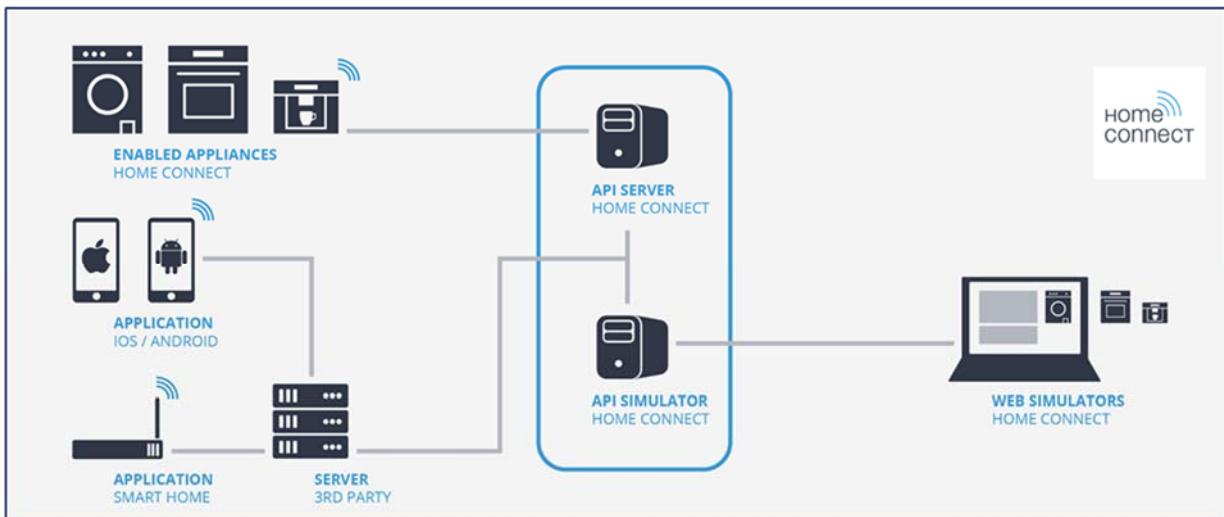 ENABLED APPLIANCES
HOME CONNECT
API SERVER
HOME CONNECT
HOME
CONNECT
APPLICATION
IOS / ANDROID
API SIMULATOR
HOME CONNECT
WEB SIMULATORS
HOME CONNECT
APPLICATION
SMART HOME
SERVER
3RD PARTY